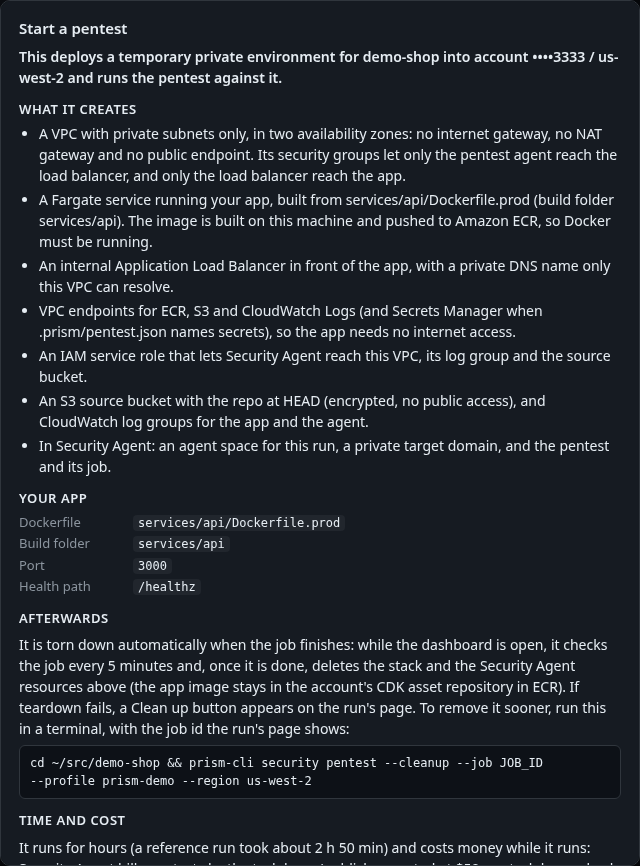 Start a pentest
This deploys a temporary private environment for demo-shop into account ••••3333 / us-
west-2 and runs the pentest against it.
WHAT IT CREATES
• A VPC with private subnets only, in two availability zones: no internet gateway, no NAT
gateway and no public endpoint. Its security groups let only the pentest agent reach the
load balancer, and only the load balancer reach the app.
• A Fargate service running your app, built from services/api/Dockerfile.prod (build folder
services/api). The image is built on this machine and pushed to Amazon ECR, so Docker
must be running.
• An internal Application Load Balancer in front of the app, with a private DNS name only
this VPC can resolve.
• VPC endpoints for ECR, S3 and CloudWatch Logs (and Secrets Manager when
.prism/pentest.json names secrets), so the app needs no internet access.
• An IAM service role that lets Security Agent reach this VPC, its log group and the source
bucket.
• An S3 source bucket with the repo at HEAD (encrypted, no public access), and
CloudWatch log groups for the app and the agent.
• In Security Agent: an agent space for this run, a private target domain, and the pentest
and its job.
YOUR APP
Dockerfile services/api/Dockerfile.prod
Build folder services/api
Port 3000
Health path /healthz
AFTERWARDS
It is torn down automatically when the job finishes: while the dashboard is open, it checks
the job every 5 minutes and, once it is done, deletes the stack and the Security Agent
resources above (the app image stays in the account's CDK asset repository in ECR). If
teardown fails, a Clean up button appears on the run's page. To remove it sooner, run this
in a terminal, with the job id the run's page shows:
cd ~/src/demo-shop && prism-cli security pentest --cleanup --job JOB_ID
--profile prism-demo --region us-west-2
TIME AND COST
It runs for hours (a reference run took about 2 h 50 min) and costs money while it runs: